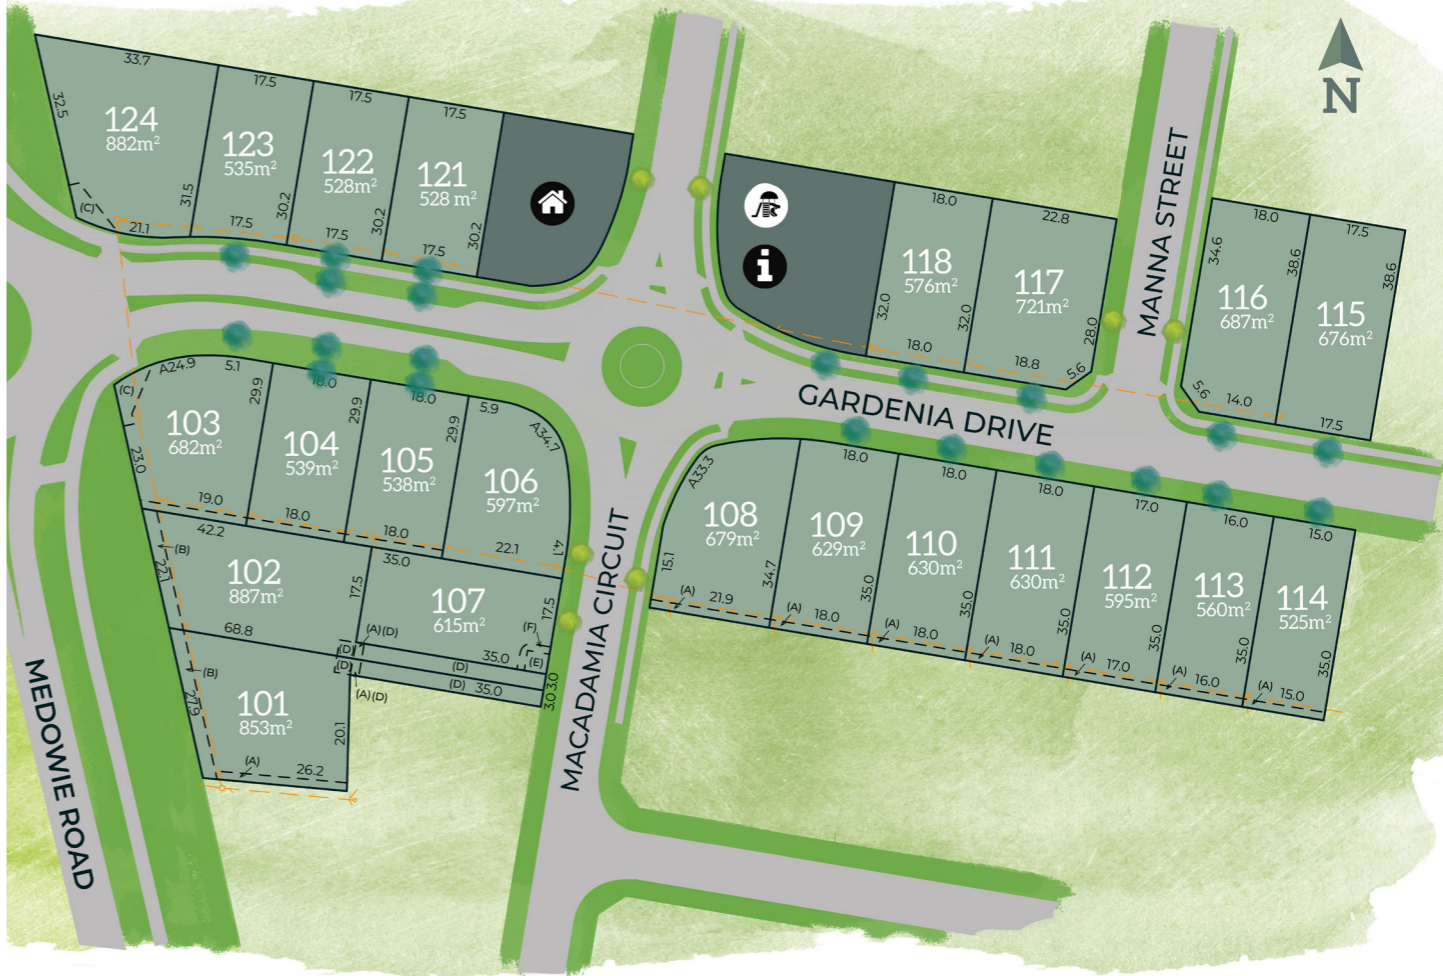 N
33.7
32.5
124
882m²
31.5
21.1
(C)
17.5
123
535m²
17.5
30.2
17.5
122
528m²
17.5
30.2
17.5
121
528 m²
17.5
30.2
i
18.0
118
576m²
32.0
18.0
32.0
22.8
117
721m²
28.0
18.8
5.6
MANNA STREET
18.0
34.6
116
687m²
38.6
5.6
14.0
17.5
115
676m²
38.6
17.5
GARDENIA DRIVE
A24.9
5.1
(C)
103
682m²
29.9
23.0
19.0
18.0
104
539m²
29.9
18.0
18.0
105
538m²
29.9
18.0
5.9
A34.7
106
597m²
22.1
4.1
A33.3
108
679m²
15.1
34.7
(A)
21.9
18.0
109
629m²
35.0
(A)
18.0
18.0
110
630m²
35.0
(A)
18.0
18.0
111
630m²
35.0
(A)
18.0
17.0
112
595m²
35.0
(A)
17.0
16.0
113
560m²
35.0
(A)
16.0
15.0
114
525m²
35.0
(A)
15.0
42.2
(B)
22.1
102
887m²
17.5
68.8
35.0
107
615m²
17.5
(A)(D)
(F)
35.0
(E)
(D)
(D)
(D)
(D)
35.0
3.0
3.0
(A)(D)
(B)
27.9
101
853m²
20.1
(A)
26.2
MACADAMIA CIRCUIT
MEDOWIE ROAD